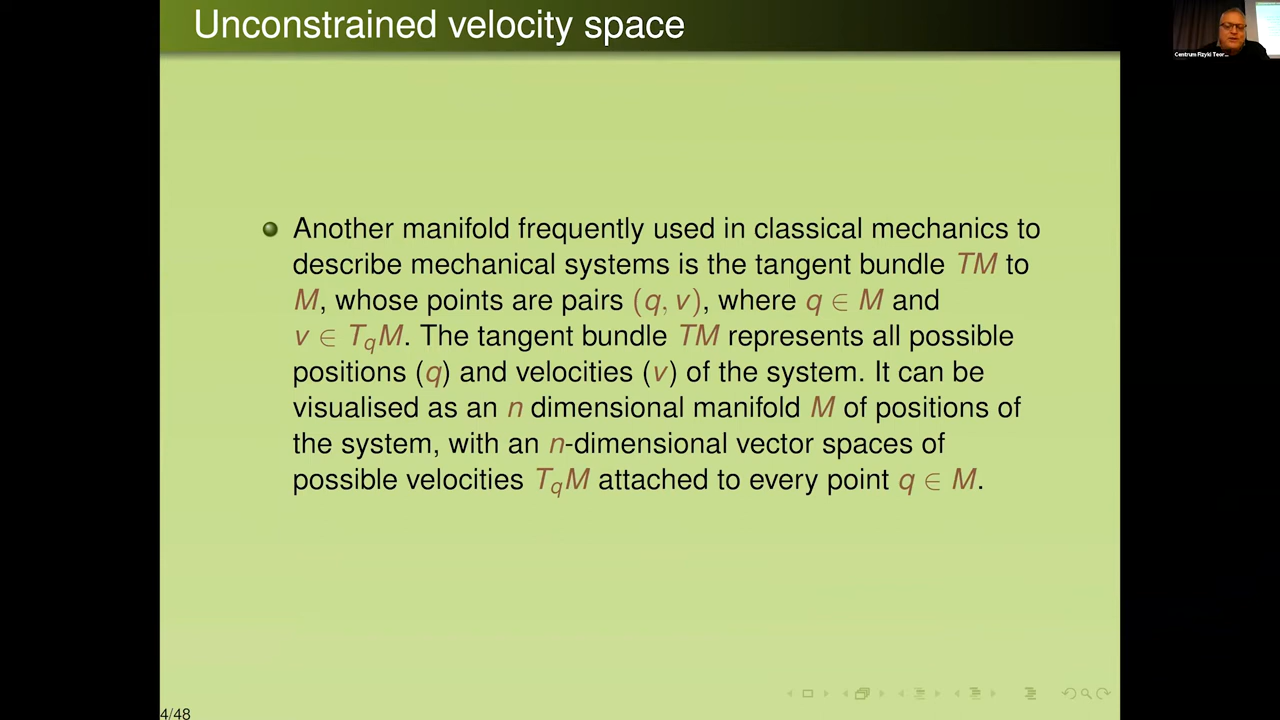 Unconstrained velocity space
Centrum Fizyki Teor...
Another manifold frequently used in classical mechanics to
describe mechanical systems is the tangent bundle TM to
M, whose points are pairs (q, v), where q ∈ M and
v ∈ TqM. The tangent bundle TM represents all possible
positions (q) and velocities (v) of the system. It can be
visualised as an n dimensional manifold M of positions of
the system, with an n-dimensional vector spaces of
possible velocities TqM attached to every point q ∈ M.
4/48